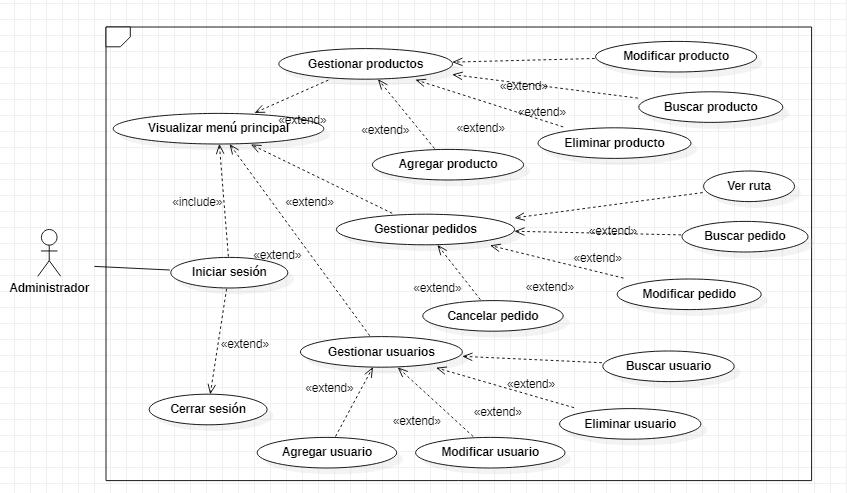 Gestionar productos
Modificar producto
«extend»
Buscar producto
«extend»
Visualizar menú principal
«extend»
«extend»
«extend»
Eliminar producto
Agregar producto
Ver ruta
«include»
«extend»
Gestionar pedidos
«extend»
Buscar pedido
Administrador
«extend»
Iniciar sesión
«extend»
«extend»
Modificar pedido
Cancelar pedido
«extend»
Gestionar usuarios
Buscar usuario
«extend»
«extend»
Cerrar sesión
«extend»
«extend»
Eliminar usuario
Agregar usuario
Modificar usuario